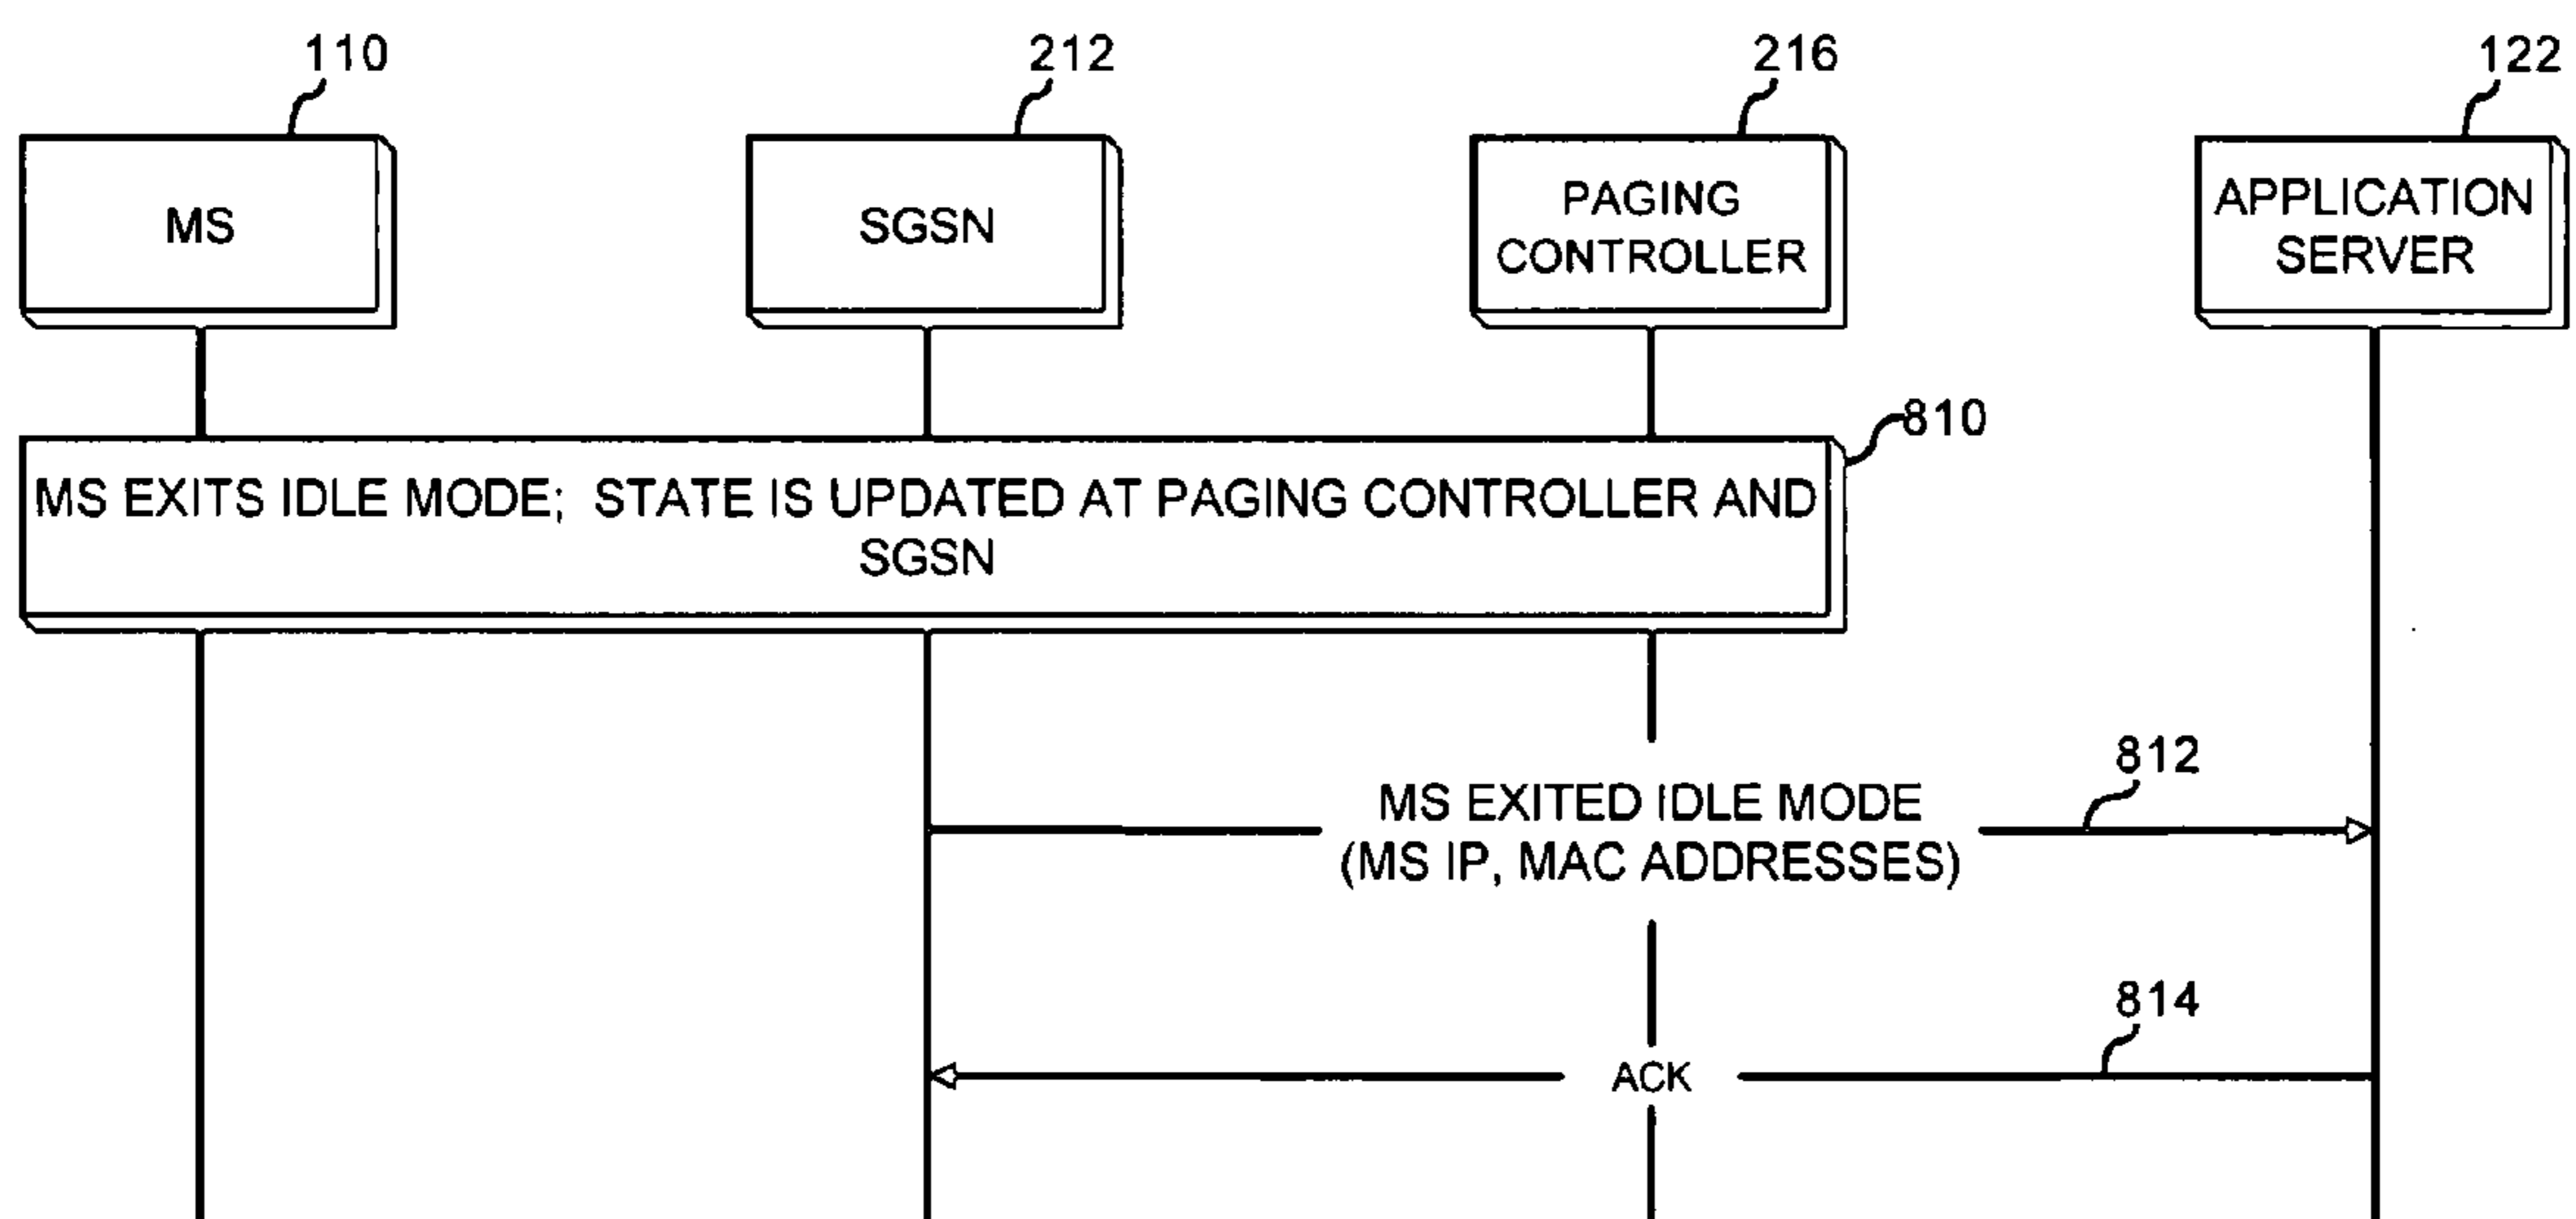 110
212
216
122
MS
SGSN
PAGING
CONTROLLER
APPLICATION
SERVER
810
MS EXITS IDLE MODE; STATE IS UPDATED AT PAGING CONTROLLER AND
SGSN
812
MS EXITED IDLE MODE
(MS IP, MAC ADDRESSES)
814
ACK